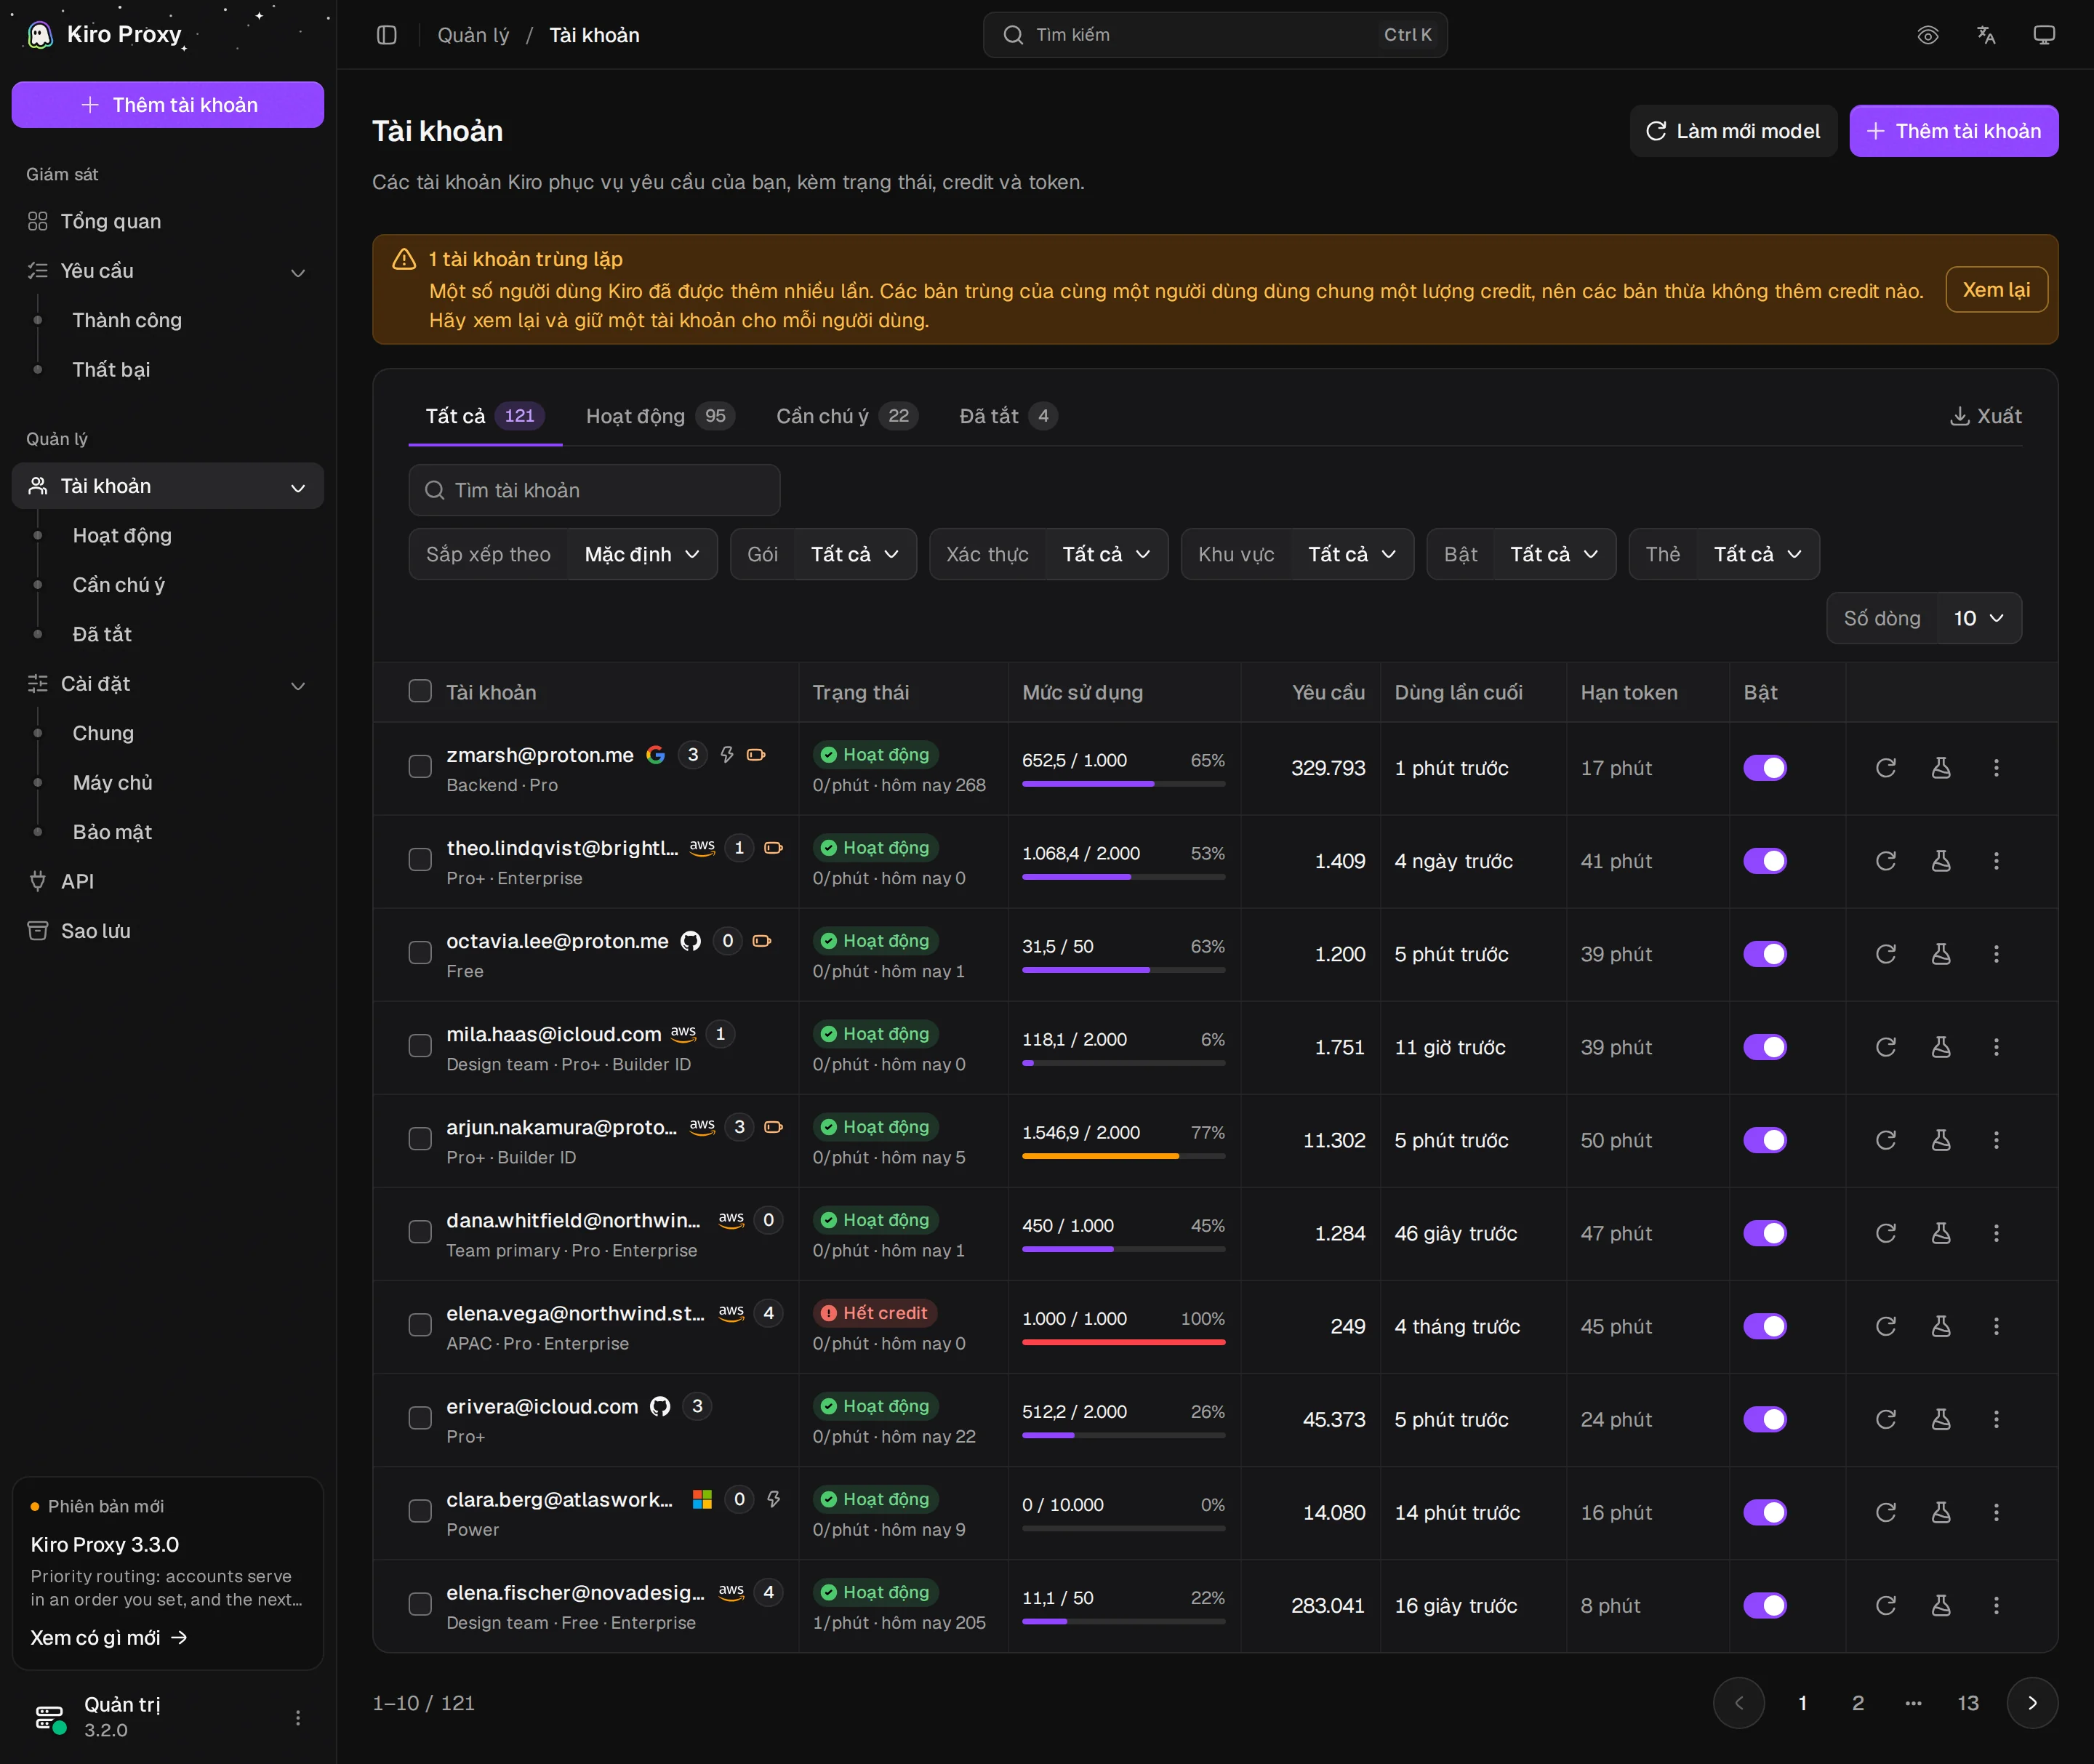 Kiro Proxy
Thêm tài khoản
Giám sát
Tổng quan
Yêu cầu
Thành công
Thất bại
Quản lý
Tài khoản
Hoạt động
Cần chú ý
Đã tắt
Cài đặt
Chung
Máy chủ
Bảo mật
API
Sao lưu
Phiên bản mới
Kiro Proxy 3.3.0
Priority routing: accounts serve
in an order you set, and the next...
Xem có gì mới
Quản trị
3.2.0
Quản lý / Tài khoản
Tìm kiếm Ctrl K
Tài khoản
Các tài khoản Kiro phục vụ yêu cầu của bạn, kèm trạng thái, credit và token.
Làm mới model
Thêm tài khoản
1 tài khoản trùng lặp
Một số người dùng Kiro đã được thêm nhiều lần. Các bản trùng của cùng một người dùng dùng chung một lượng credit, nên các bản thừa không thêm credit nào.
Hãy xem lại và giữ một tài khoản cho mỗi người dùng.
Xem lại
Tất cả 121 Hoạt động 95 Cần chú ý 22 Đã tắt 4
Xuất
Tìm tài khoản
Sắp xếp theo Mặc định Gói Tất cả Xác thực Tất cả Khu vực Tất cả Bật Tất cả Thẻ Tất cả
Số dòng 10
Tài khoản Trạng thái Mức sử dụng Yêu cầu Dùng lần cuối Hạn token Bật
zmarsh@proton.me 3 Hoạt động 652,5 / 1.000 65% 329.793 1 phút trước 17 phút
Backend · Pro 0/phút · hôm nay 268
theo.lindqvist@brightl... aws 1 Hoạt động 1.068,4 / 2.000 53% 1.409 4 ngày trước 41 phút
Pro+ · Enterprise 0/phút · hôm nay 0
octavia.lee@proton.me 0 Hoạt động 31,5 / 50 63% 1.200 5 phút trước 39 phút
Free 0/phút · hôm nay 1
mila.haas@icloud.com aws 1 Hoạt động 118,1 / 2.000 6% 1.751 11 giờ trước 39 phút
Design team · Pro+ · Builder ID 0/phút · hôm nay 0
arjun.nakamura@proto... aws 3 Hoạt động 1.546,9 / 2.000 77% 11.302 5 phút trước 50 phút
Pro+ · Builder ID 0/phút · hôm nay 5
dana.whitfield@northwin... aws 0 Hoạt động 450 / 1.000 45% 1.284 46 giây trước 47 phút
Team primary · Pro · Enterprise 0/phút · hôm nay 1
elena.vega@northwind.st... aws 4 Hết credit 1.000 / 1.000 100% 249 4 tháng trước 45 phút
APAC · Pro · Enterprise 0/phút · hôm nay 0
erivera@icloud.com 3 Hoạt động 512,2 / 2.000 26% 45.373 5 phút trước 24 phút
Pro+ 0/phút · hôm nay 22
clara.berg@atlaswork... 0 Hoạt động 0 / 10.000 0% 14.080 14 phút trước 16 phút
Power 0/phút · hôm nay 9
elena.fischer@novadesig... aws 4 Hoạt động 11,1 / 50 22% 283.041 16 giây trước 8 phút
Design team · Free · Enterprise 1/phút · hôm nay 205
1–10 / 121
1 2 ... 13